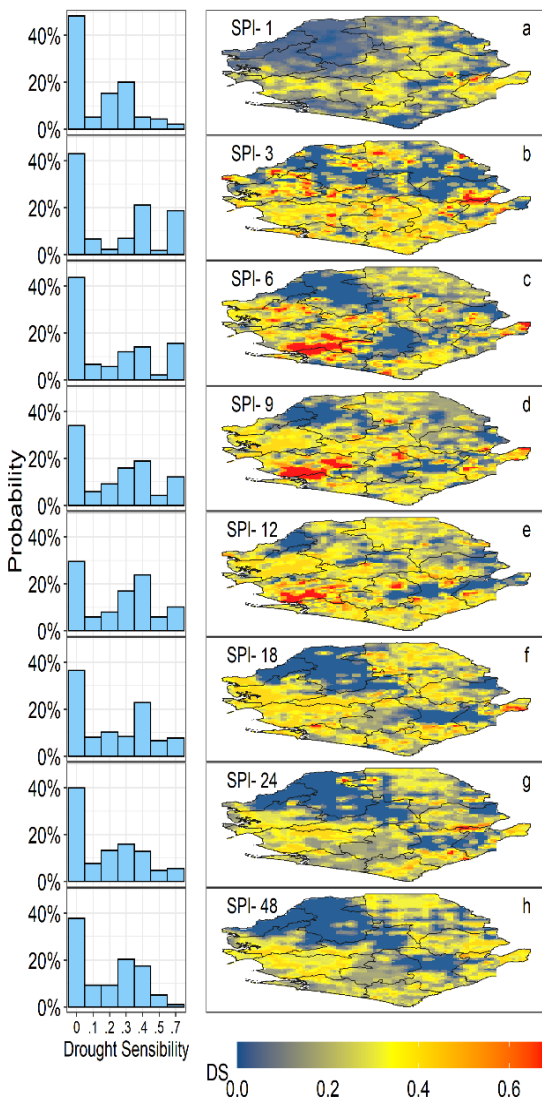 40%
20%
0%
SPI- 1
a
40%
20%
0%
SPI- 3
b
40%
20%
0%
SPI- 6
c
40%
20%
0%
SPI- 9
d
Probability
40%
20%
0%
SPI- 12
e
40%
20%
0%
SPI- 18
f
40%
20%
0%
SPI- 24
g
40%
20%
0%
SPI- 48
h
0 .1 .2 .3 .4 .5 .7
Drought Sensibility
DS
0.0 0.2 0.4 0.6